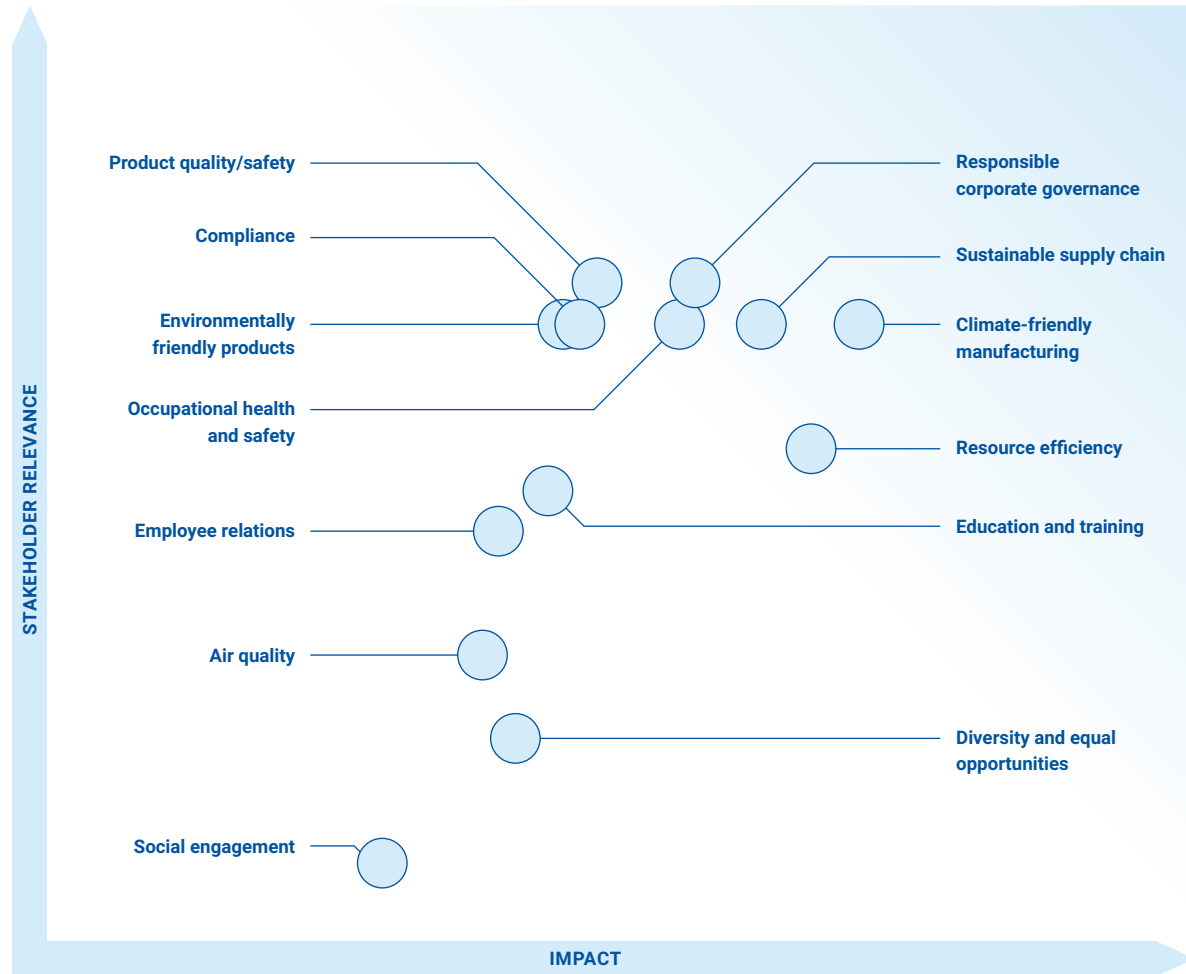 Product quality/safety
Compliance
Environmentally
friendly products
Occupational health
and safety
Employee relations
Air quality
Social engagement
Responsible
corporate governance
Sustainable supply chain
Climate-friendly
manufacturing
Resource efficiency
Education and training
Diversity and equal
opportunities
STAKEHOLDER RELEVANCE
IMPACT